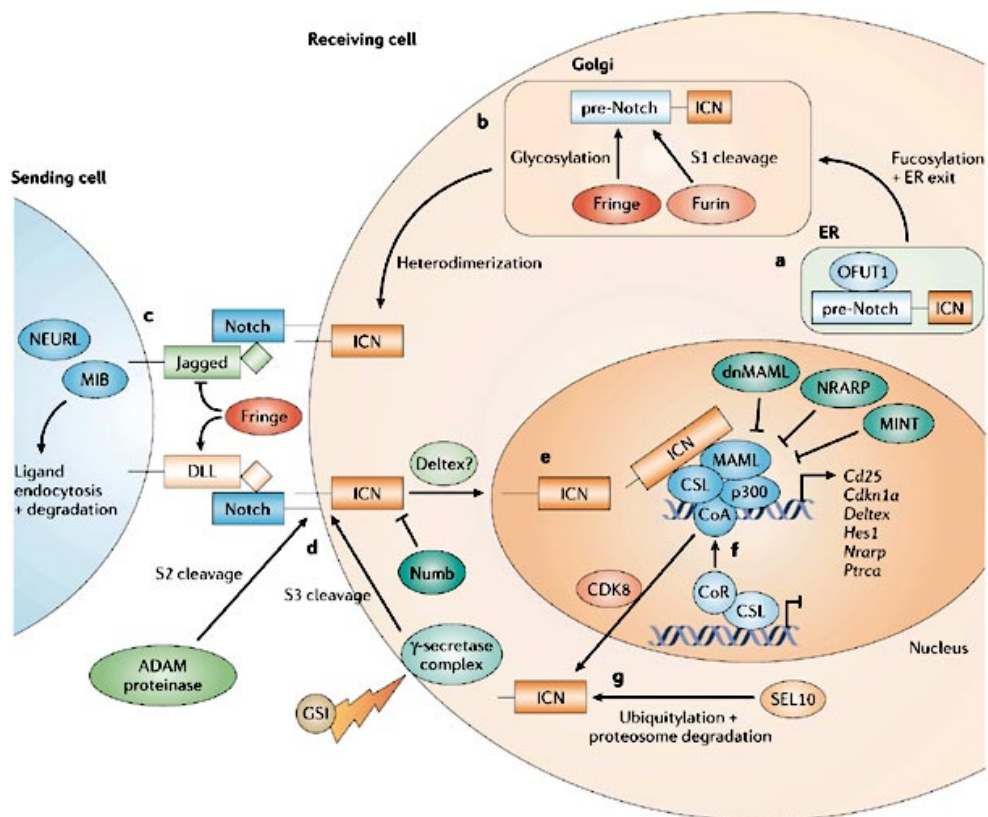 Receiving cell
Golgi
pre-Notch
ICN
b
Glycosylation
S1 cleavage
Fringe
Furin
Fucosylation
+ ER exit
ER
a
OFUT1
pre-Notch
ICN
Heterodimerization
Sending cell
c
NEURL
MIB
Notch
Jagged
ICN
Fringe
Ligand
endocytosis
+ degradation
DLL
Notch
ICN
Deltex?
d
S2 cleavage
S3 cleavage
Numb
ADAM
proteinase
γ-secretase
complex
GSI
dnMAML
NRARP
MINT
e
ICN
ICN
MAML
CSL
p300
CoA
Cd25
Cdkn1a
Deltex
Hes1
Nrarp
Ptrca
f
CDK8
CoR
CSL
Nucleus
ICN
g
SEL10
Ubiquitylation +
proteosome degradation